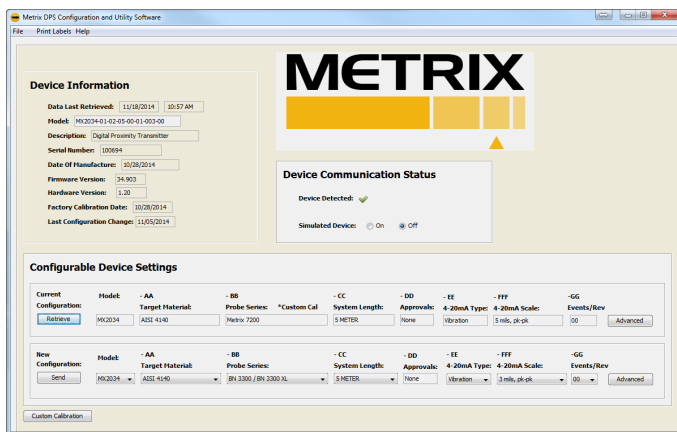 Metrix DPS Configuration and Utility Software
File Print Labels Help
METRIX
Device Information
Data Last Retrieved: 11/18/2014 10:57 AM
Model: MX2034-01-02-05-00-01-003-00
Description: Digital Proximity Transmitter
Serial Number: 100694
Date Of Manufacture: 10/28/2014
Firmware Version: 34.903
Hardware Version: 1.20
Factory Calibration Date: 10/28/2014
Last Configuration Change: 11/05/2014
Device Communication Status
Device Detected:
Simulated Device: On Off
Configurable Device Settings
Current Configuration: Model: - AA Target Material: - BB Probe Series: *Custom Cal - CC System Length: - DD Approvals: - EE 4-20mA Type: - FFF 4-20mA Scale: -GG Events/Rev
Retrieve MX2034 AISI 4140 Metrix 7200 5 METER None Vibration 5 mils, pk-pk 00 Advanced
New Configuration: Model: - AA Target Material: - BB Probe Series: - CC System Length: - DD Approvals: - EE 4-20mA Type: - FFF 4-20mA Scale: -GG Events/Rev
Send MX2034 AISI 4140 BN 3300 / BN 3300 XL 5 METER None Vibration 3 mils, pk-pk 00 Advanced
Custom Calibration